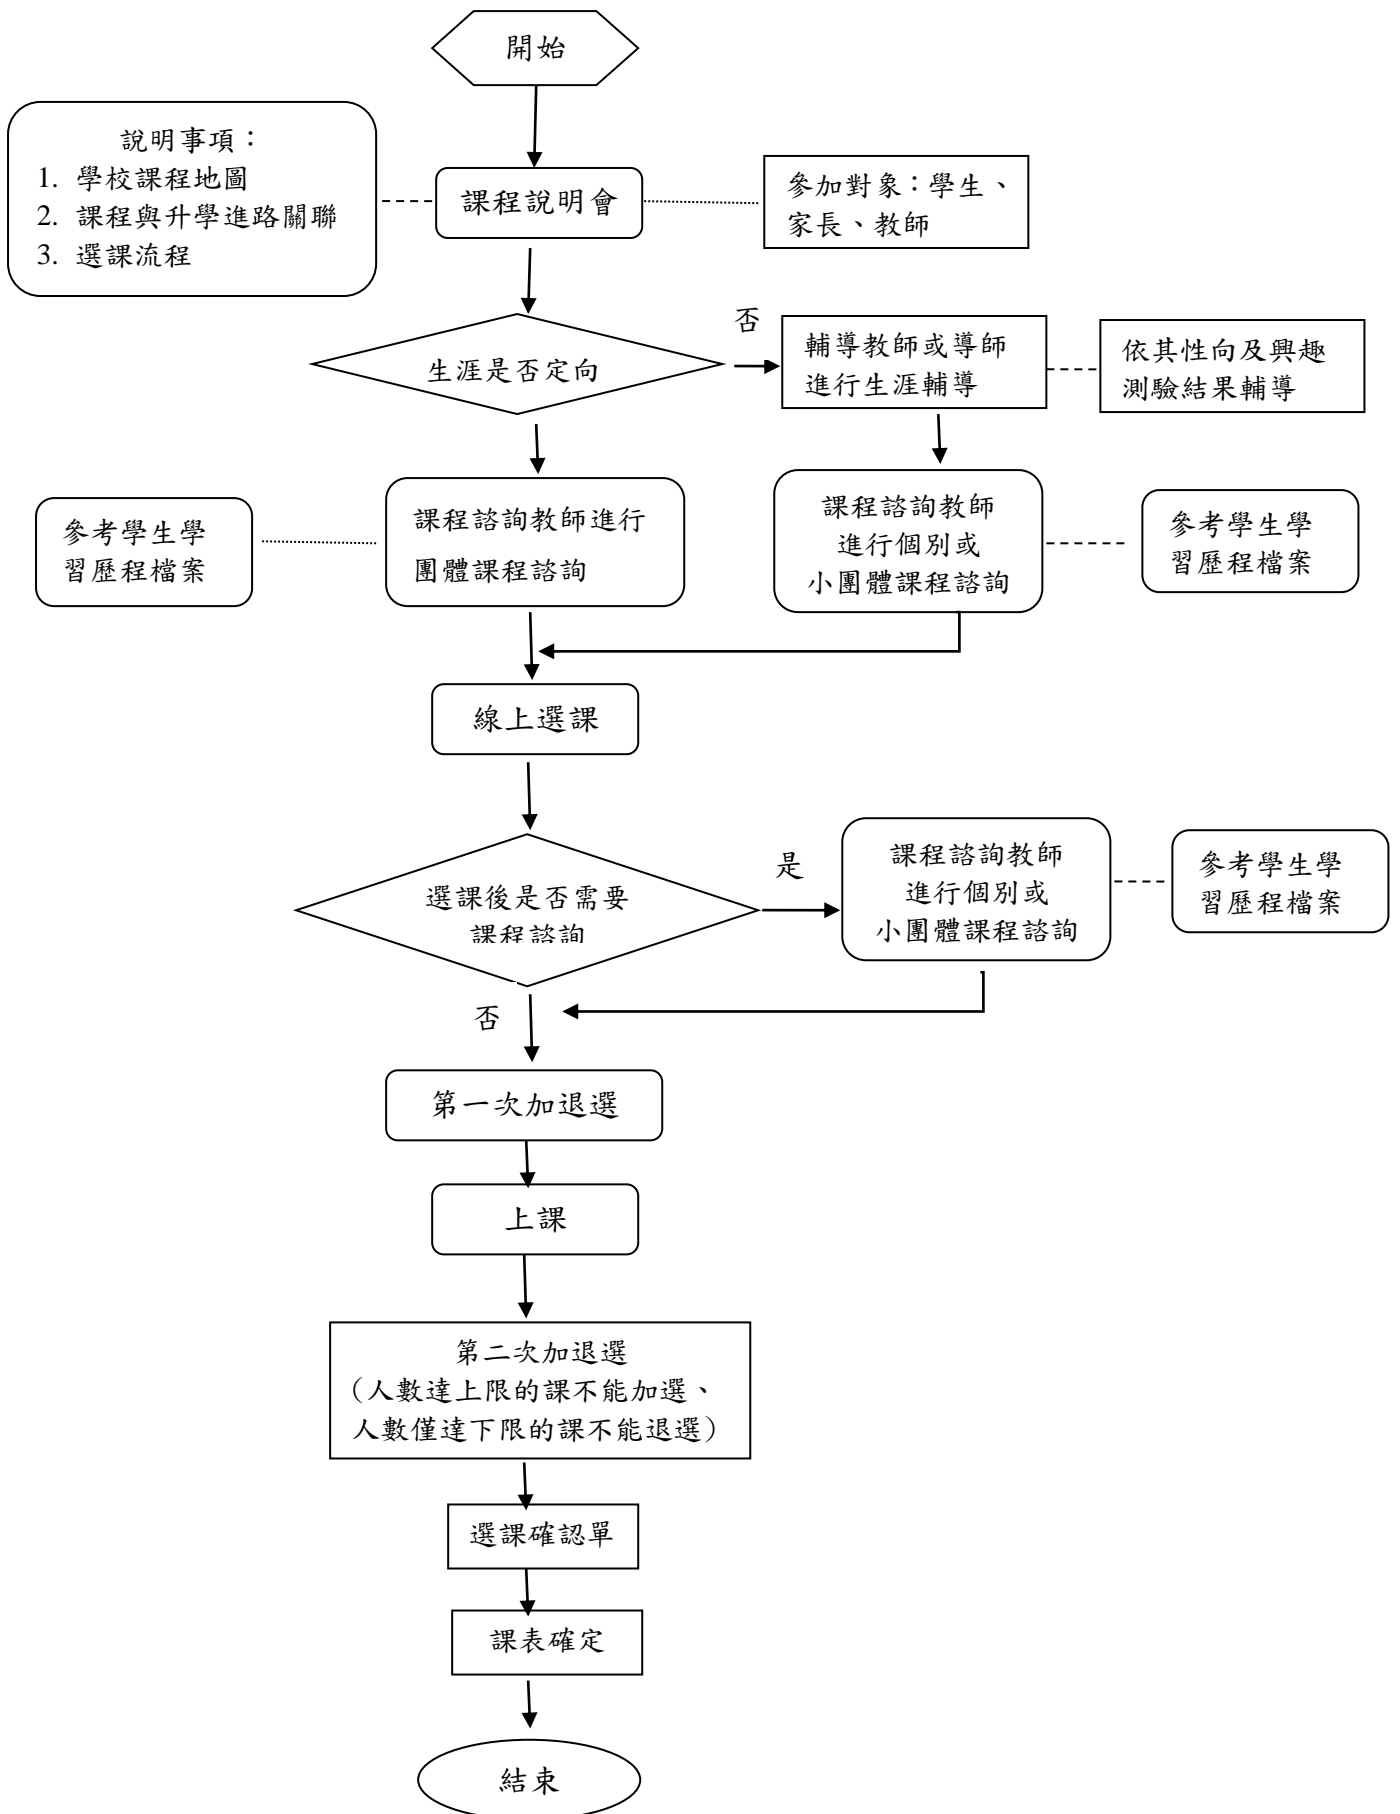 開始
說明事項：
1. 學校課程地圖
2. 課程與升學進路關聯
3. 選課流程
課程說明會
參加對象：學生、
家長、教師
生涯是否定向
否
輔導教師或導師
進行生涯輔導
依其性向及興趣
測驗結果輔導
參考學生學
習歷程檔案
課程諮詢教師進行
團體課程諮詢
課程諮詢教師
進行個別或
小團體課程諮詢
參考學生學
習歷程檔案
線上選課
選課後是否需要
課程諮詢
是
課程諮詢教師
進行個別或
小團體課程諮詢
參考學生學
習歷程檔案
否
第一次加退選
上課
第二次加退選
（人數達上限的課不能加選、
人數僅達下限的課不能退選）
選課確認單
課表確定
結束